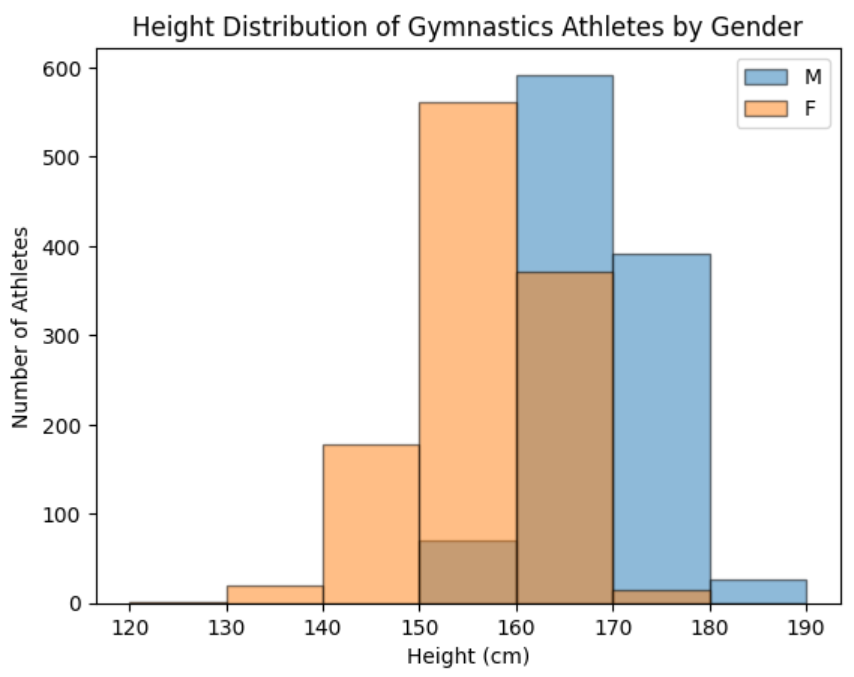 Height Distribution of Gymnastics Athletes by Gender
M
F
600
500
400
300
200
100
0
Number of Athletes
120 130 140 150 160 170 180 190
Height (cm)